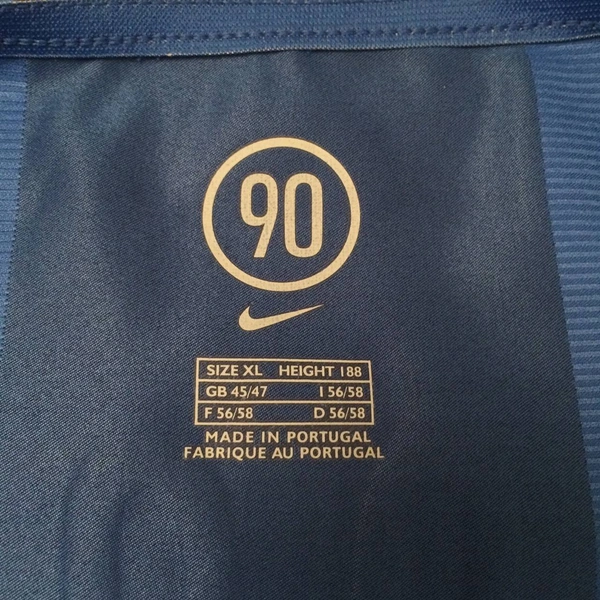 90
SIZE XL HEIGHT 188
GB 45/47 I 56/58
F 56/58 D 56/58
MADE IN PORTUGAL
FABRIQUE AU PORTUGAL